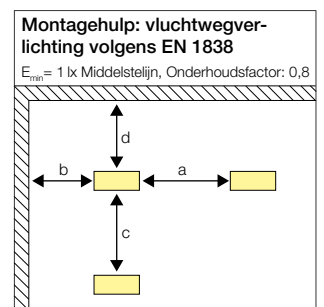 Montagehulp: vluchtwegver-
lichting volgens EN 1838
Emin= 1 lx Middelstelijn, Onderhoudsfactor: 0,8
d
b
a
c